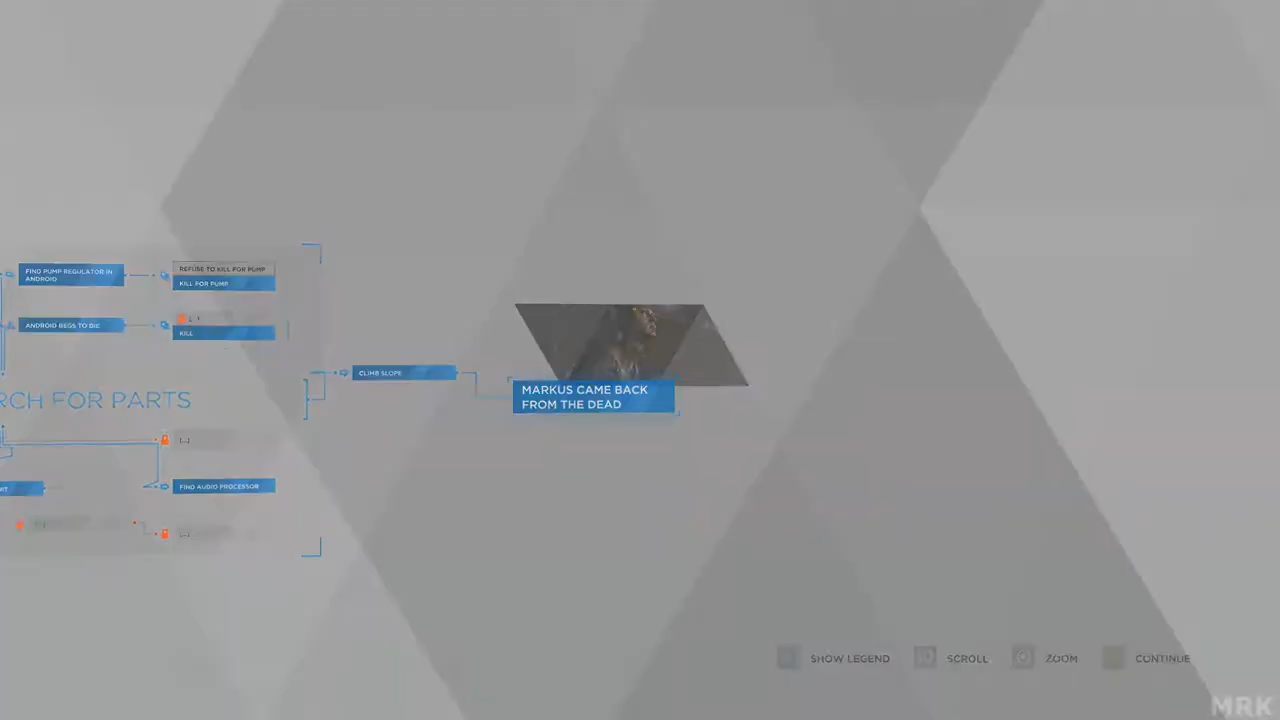 FIND PUMP REGULATOR IN
ANDROID
REFUSE TO KILL FOR PUMP
KILL FOR PUMP
ANDROID BEGS TO DIE
KILL
CLIMB SLOPE
MARKUS CAME BACK
FROM THE DEAD
RCH FOR PARTS
FIND AUDIO PROCESSOR
SHOW LEGEND
SCROLL
ZOOM
CONTINUE
MRK